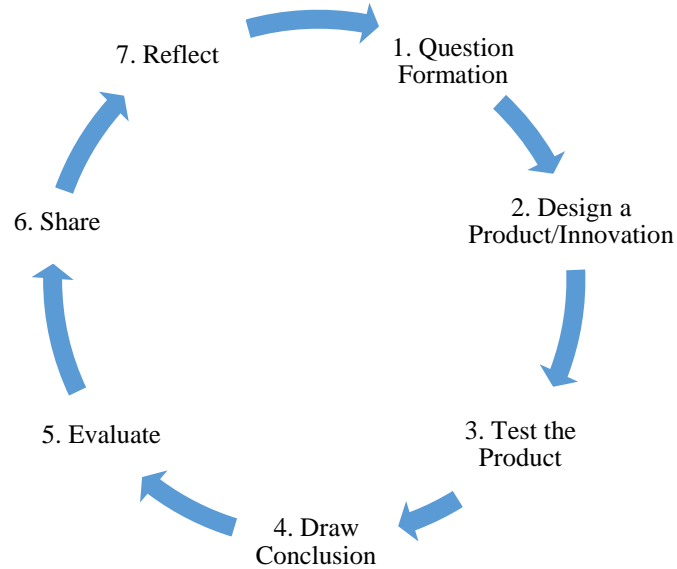 1. Question
Formation
2. Design a
Product/Innovation
3. Test the
Product
4. Draw
Conclusion
5. Evaluate
6. Share
7. Reflect